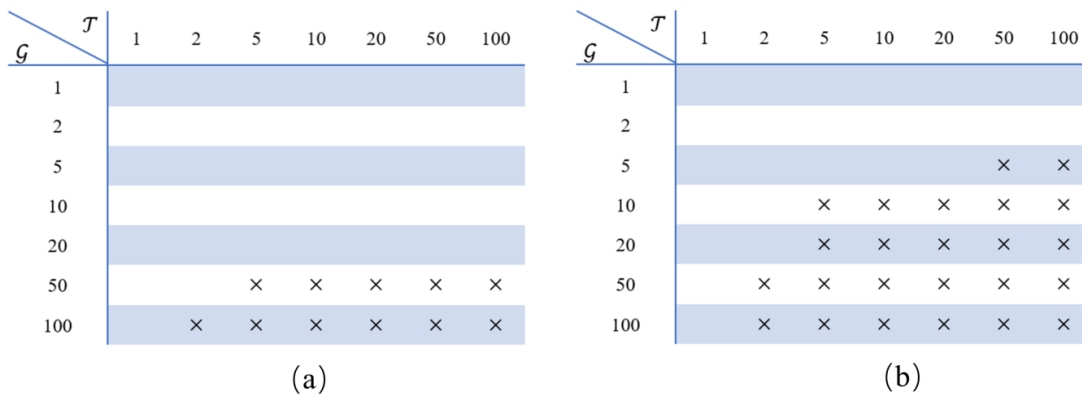 𝒯 1 2 5 10 20 50 100
𝒢
1
2
5
10
20
50 × × × × ×
100 × × × × × ×
(a)
𝒯 1 2 5 10 20 50 100
𝒢
1
2
5 × ×
10 × × × × ×
20 × × × × ×
50 × × × × × ×
100 × × × × × ×
(b)